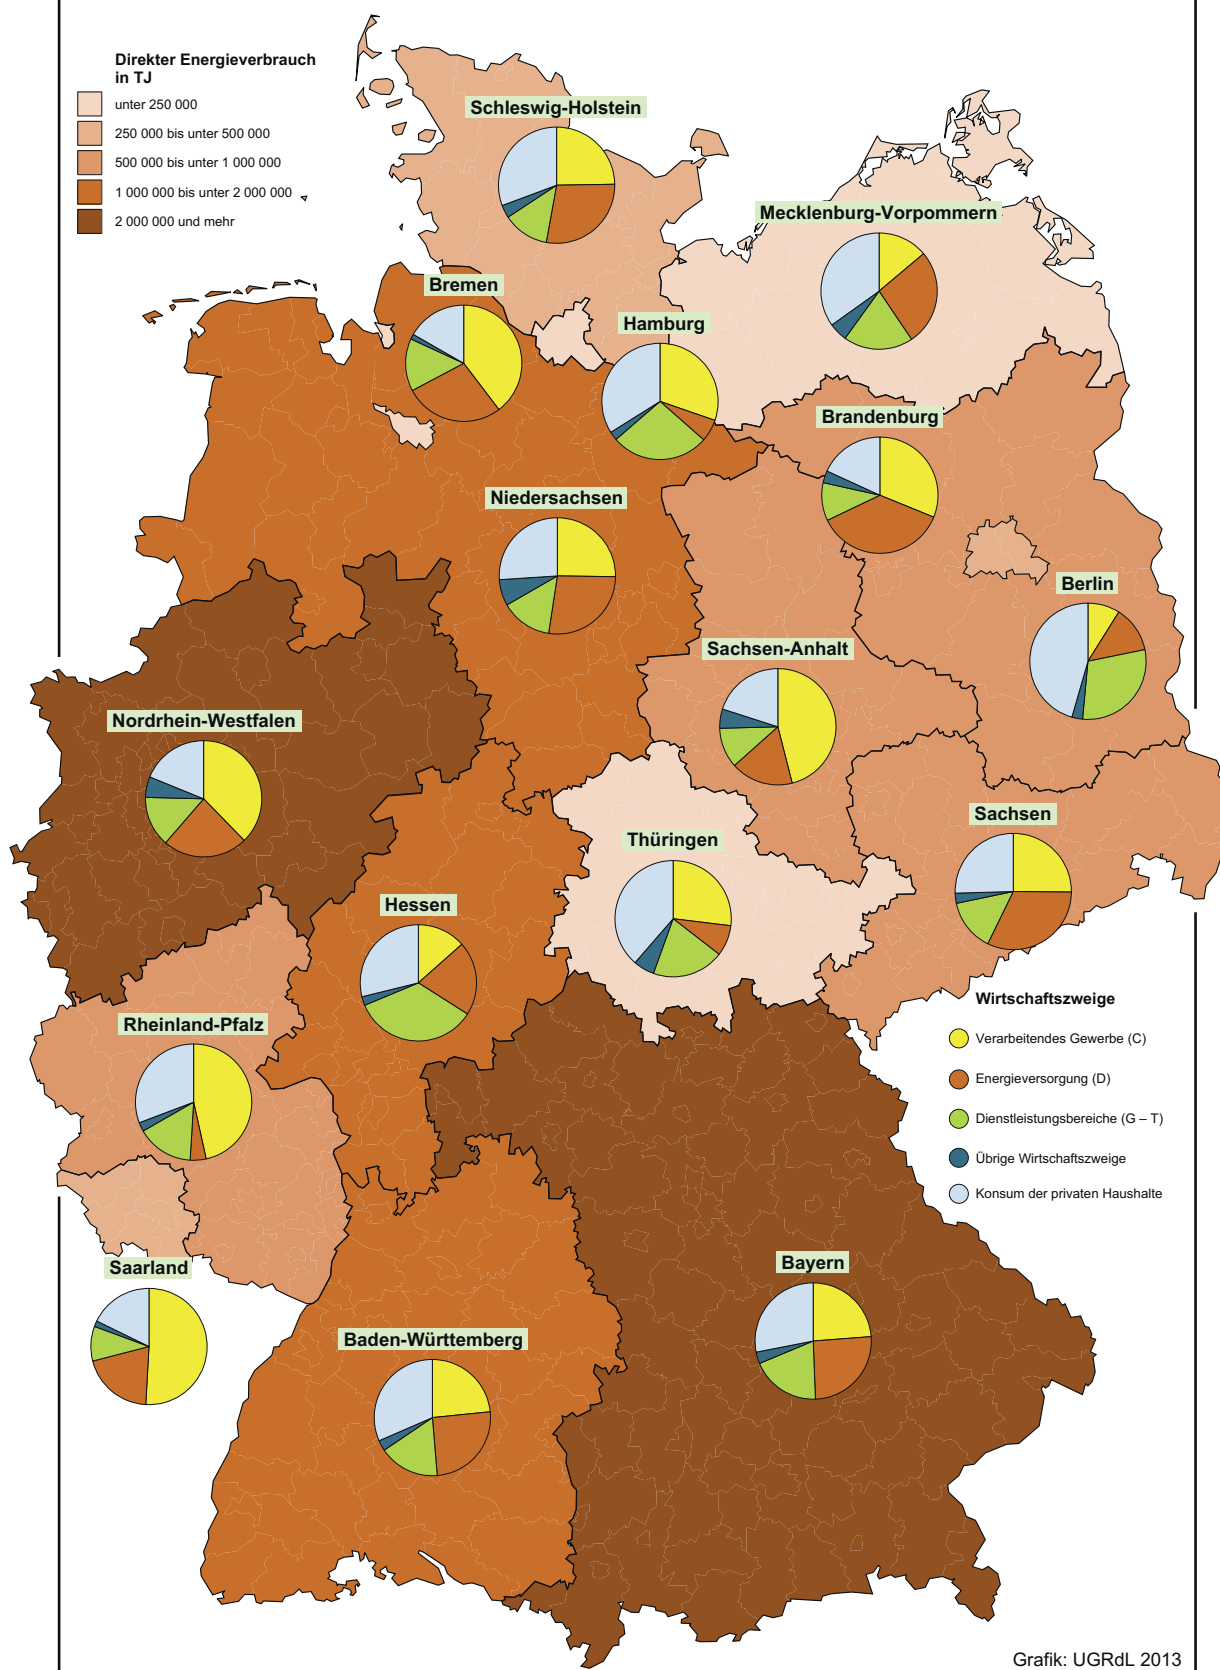 Direkter Energieverbrauch
in TJ
unter 250 000
250 000 bis unter 500 000
500 000 bis unter 1 000 000
1 000 000 bis unter 2 000 000
2 000 000 und mehr
Schleswig-Holstein
Mecklenburg-Vorpommern
Bremen
Hamburg
Brandenburg
Niedersachsen
Berlin
Sachsen-Anhalt
Nordrhein-Westfalen
Sachsen
Thüringen
Hessen
Rheinland-Pfalz
Wirtschaftszweige
Verarbeitendes Gewerbe (C)
Energieversorgung (D)
Dienstleistungsbereiche (G – T)
Übrige Wirtschaftszweige
Konsum der privaten Haushalte
Saarland
Bayern
Baden-Württemberg
Grafik: UGRdL 2013